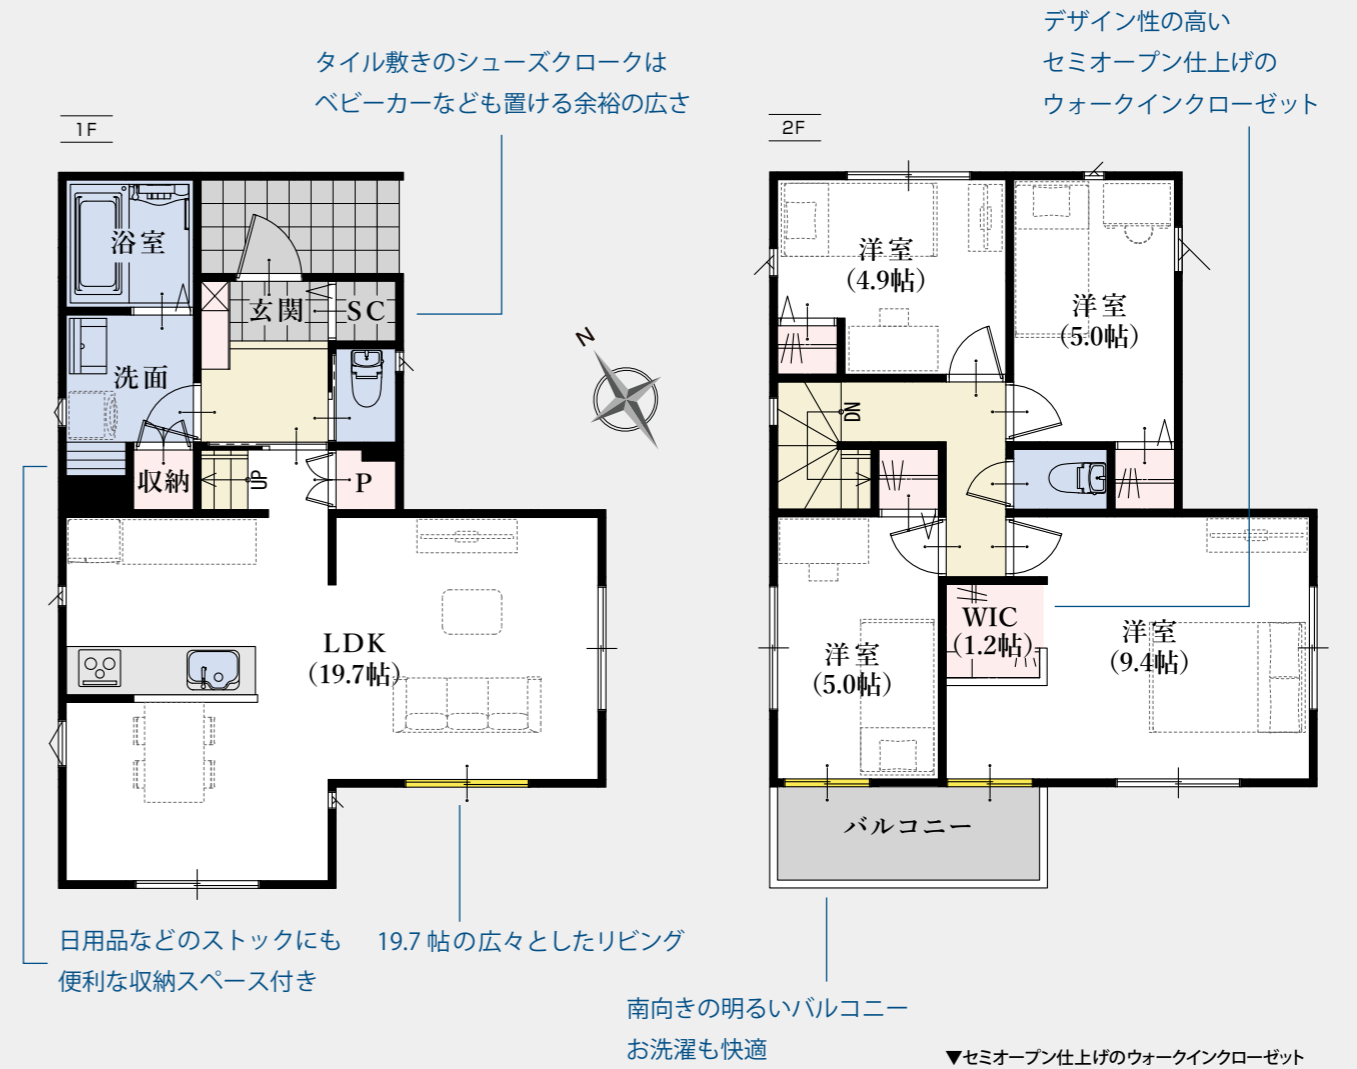 デザイン性の高い
セミオープン仕上げの
ウォークインクローゼット
タイル敷きのシューズクロークは
ベビーカーなども置ける余裕の広さ
1F
浴室
玄関
SC
洗面
収納
UP
P
LDK
(19.7帖)
N
2F
洋室
(4.9帖)
洋室
(5.0帖)
DN
WIC
(1.2帖)
洋室
(5.0帖)
洋室
(9.4帖)
バルコニー
日用品などのストックにも
便利な収納スペース付き
19.7帖の広々としたリビング
南向きの明るいバルコニー
お洗濯も快適
▼セミオープン仕上げのウォークインクローゼット